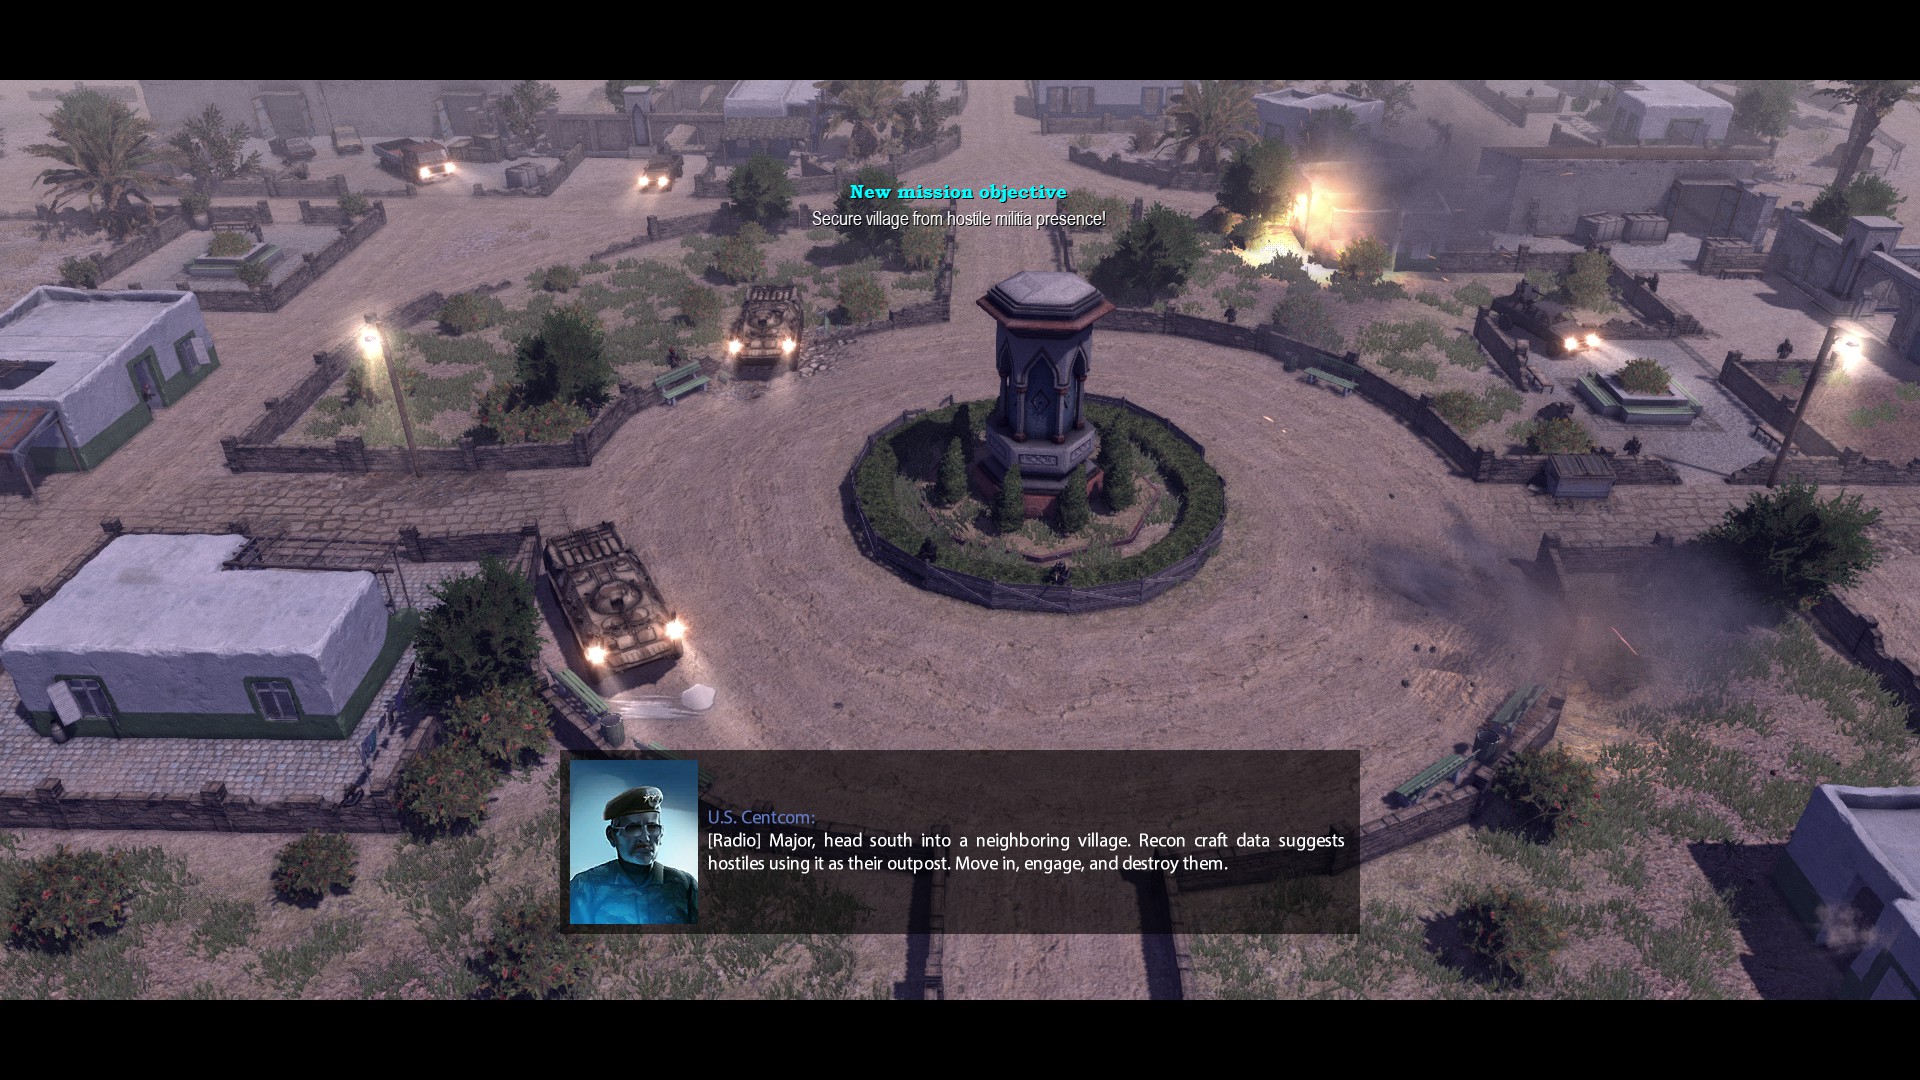 New mission objective
Secure village from hostile militia presence!
U.S. Centcom:
[Radio] Major, head south into a neighboring village. Recon craft data suggests
hostiles using it as their outpost. Move in, engage, and destroy them.